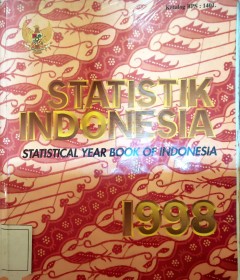 Katalog BPS : 1401
STATISTIK
INDONESIA
STATISTICAL YEAR BOOK OF INDONESIA
1998